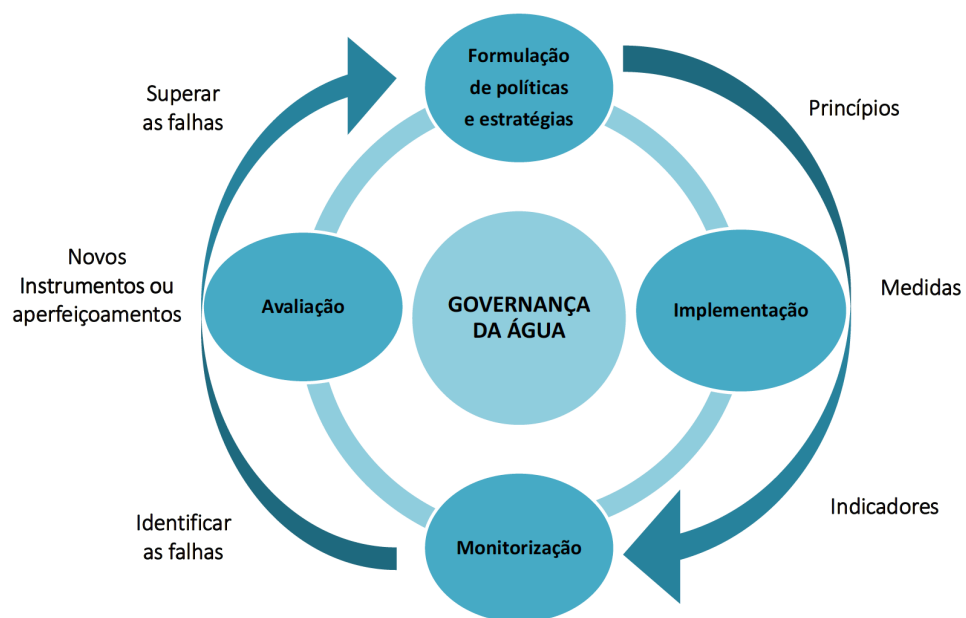 Formulação
de políticas
e estratégias
Superar
as falhas
Princípios
Novos
Instrumentos ou
aperfeiçoamentos
Avaliação
GOVERNANÇA
DA ÁGUA
Implementação
Medidas
Identificar
as falhas
Monitorização
Indicadores